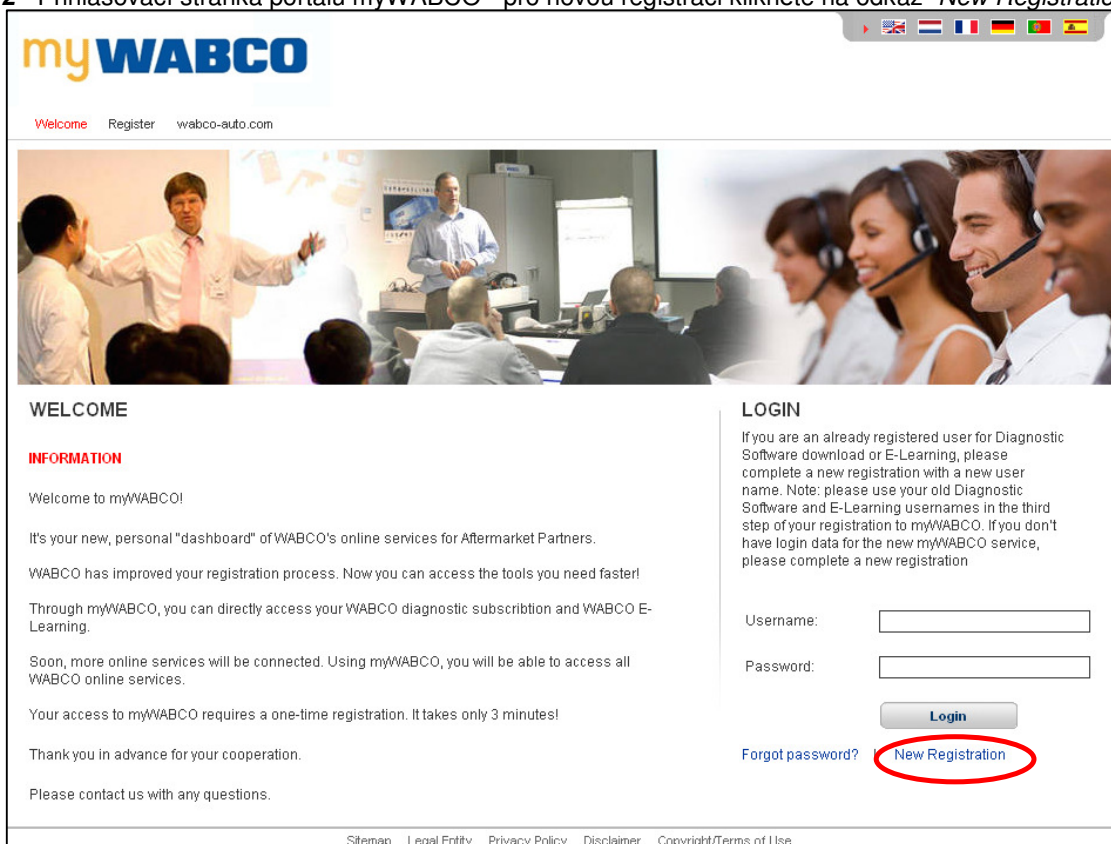 2 Přihlašovací stránka portálu myWABCO - pro novou registraci klikněte na odkaz "New Registratio
my WABCO
Welcome Register wabco-auto.com
WELCOME
INFORMATION
Welcome to myWABCO!
It's your new, personal "dashboard" of WABCO's online services for Aftermarket Partners.
WABCO has improved your registration process. Now you can access the tools you need faster!
Through myWABCO, you can directly access your WABCO diagnostic subscribtion and WABCO E-
Learning.
Soon, more online services will be connected. Using myWABCO, you will be able to access all
WABCO online services.
Your access to myWABCO requires a one-time registration. It takes only 3 minutes!
Thank you in advance for your cooperation.
Please contact us with any questions.
LOGIN
If you are an already registered user for Diagnostic
Software download or E-Learning, please
complete a new registration with a new user
name. Note: please use your old Diagnostic
Software and E-Learning usernames in the third
step of your registration to myWABCO. If you don't
have login data for the new myWABCO service,
please complete a new registration
Username:
Password:
Login
Forgot password? | New Registration
Sitemap Legal Entity Privacy Policy Disclaimer Copyright/Terms of Use